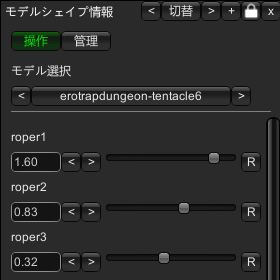 モデルシェイプ情報 < 切替 > + x
操作 管理
モデル選択
< erotrapdungeon-tentacle6 >
roper1
1.60 < > R
roper2
0.83 < > R
roper3
0.32 < > R